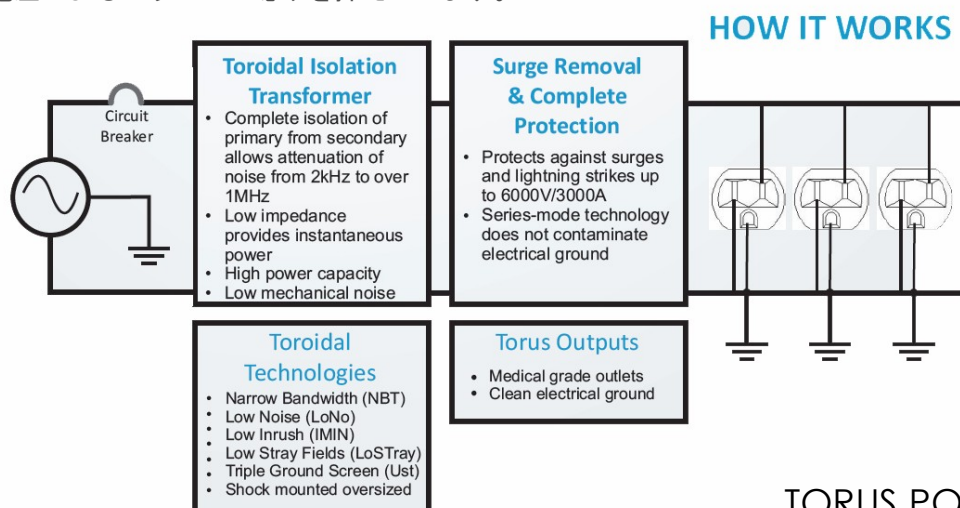 HOW IT WORKS
Circuit
Breaker
Toroidal Isolation
Transformer
• Complete isolation of
primary from secondary
allows attenuation of
noise from 2kHz to over
1MHz
• Low impedance
provides instantaneous
power
• High power capacity
• Low mechanical noise
Surge Removal
& Complete
Protection
• Protects against surges
and lightning strikes up
to 6000V/3000A
• Series-mode technology
does not contaminate
electrical ground
Toroidal
Technologies
• Narrow Bandwidth (NBT)
• Low Noise (LoNo)
• Low Inrush (IMIN)
• Low Stray Fields (LoSTray)
• Triple Ground Screen (Ust)
• Shock mounted oversized
Torus Outputs
• Medical grade outlets
• Clean electrical ground
TORUS PO